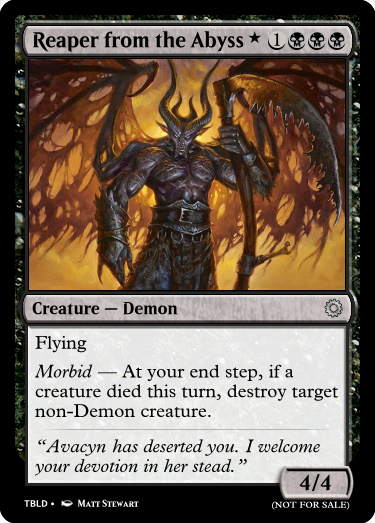 Reaper from the Abyss ★ 1
Creature — Demon
Flying
Morbid — At your end step, if a
creature died this turn, destroy target
non-Demon creature.
“Avacyn has deserted you. I welcome
your devotion in her stead.”
4/4
TBLD • Matt Stewart
(NOT FOR SALE)